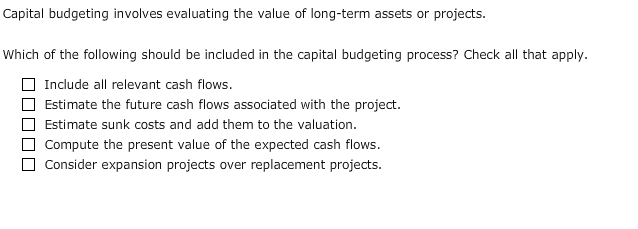 Capital budgeting involves evaluating the value of long-term assets or projects.
Which of the following should be included in the capital budgeting process? Check all that apply.
Include all relevant cash flows.
Estimate the future cash flows associated with the project.
Estimate sunk costs and add them to the valuation.
Compute the present value of the expected cash flows.
Consider expansion projects over replacement projects.